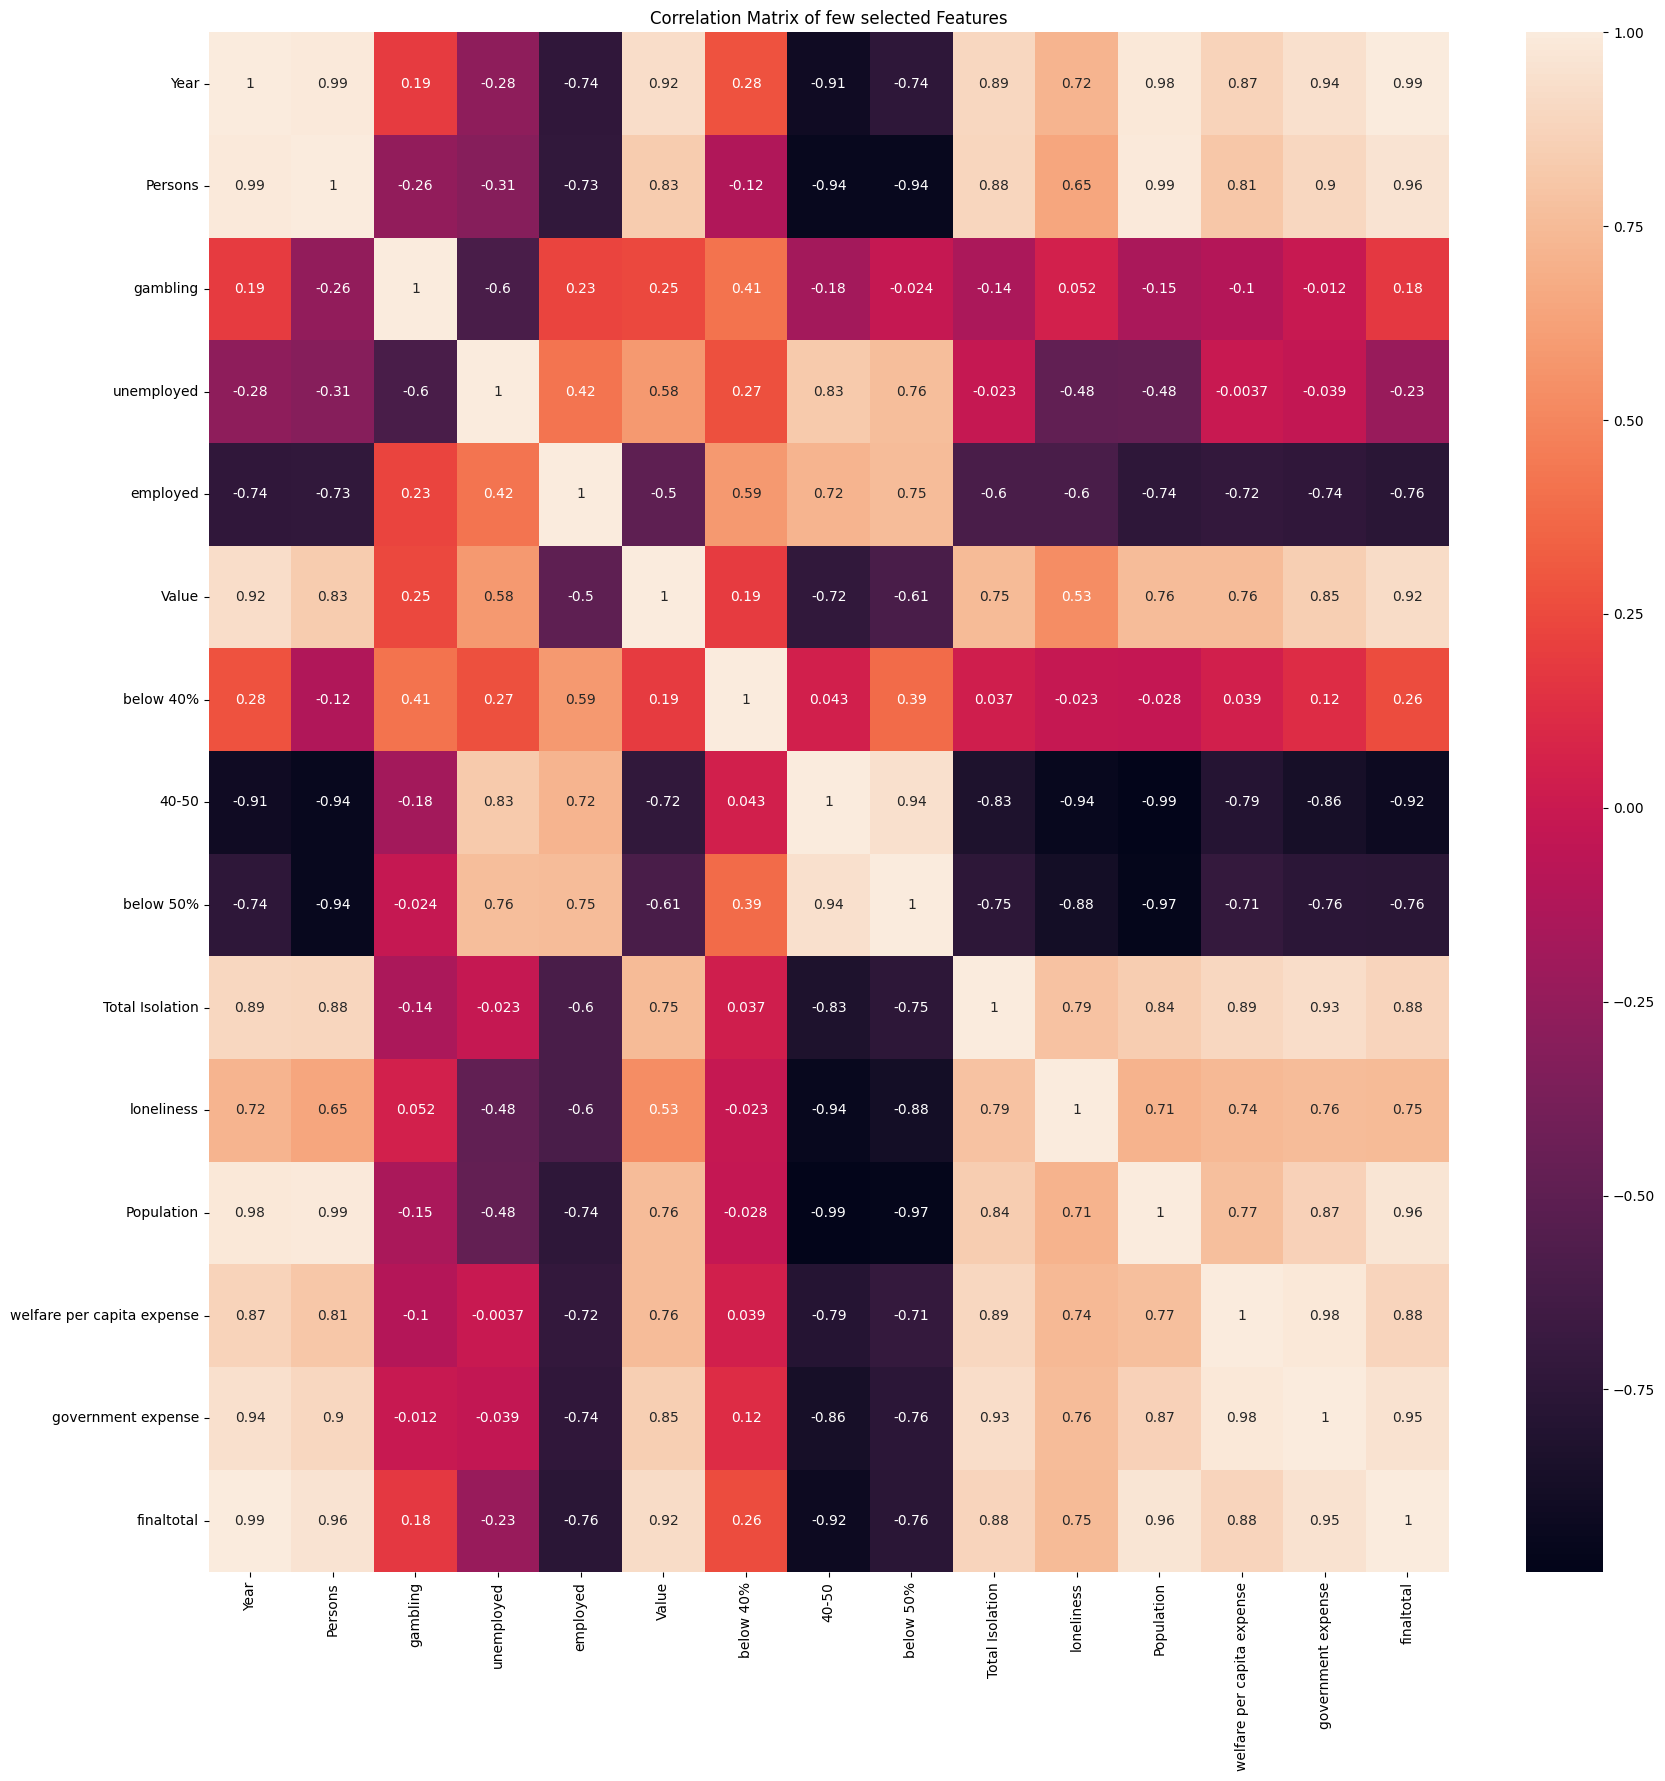 Correlation Matrix of few selected Features
Year 1 0.99 0.19 -0.28 -0.74 0.92 0.28 -0.91 -0.74 0.89 0.72 0.98 0.87 0.94 0.99
Persons 0.99 1 -0.26 -0.31 -0.73 0.83 -0.12 -0.94 -0.94 0.88 0.65 0.99 0.81 0.9 0.96
gambling 0.19 -0.26 1 -0.6 0.23 0.25 0.41 -0.18 -0.024 -0.14 0.052 -0.15 -0.1 -0.012 0.18
unemployed -0.28 -0.31 -0.6 1 0.42 0.58 0.27 0.83 0.76 -0.023 -0.48 -0.48 -0.0037 -0.039 -0.23
employed -0.74 -0.73 0.23 0.42 1 -0.5 0.59 0.72 0.75 -0.6 -0.6 -0.74 -0.72 -0.74 -0.76
Value 0.92 0.83 0.25 0.58 -0.5 1 0.19 -0.72 -0.61 0.75 0.53 0.76 0.76 0.85 0.92
below 40% 0.28 -0.12 0.41 0.27 0.59 0.19 1 0.043 0.39 0.037 -0.023 -0.028 0.039 0.12 0.26
40-50 -0.91 -0.94 -0.18 0.83 0.72 -0.72 0.043 1 0.94 -0.83 -0.94 -0.99 -0.79 -0.86 -0.92
below 50% -0.74 -0.94 -0.024 0.76 0.75 -0.61 0.39 0.94 1 -0.75 -0.88 -0.97 -0.71 -0.76 -0.76
Total Isolation 0.89 0.88 -0.14 -0.023 -0.6 0.75 0.037 -0.83 -0.75 1 0.79 0.84 0.89 0.93 0.88
loneliness 0.72 0.65 0.052 -0.48 -0.6 0.53 -0.023 -0.94 -0.88 0.79 1 0.71 0.74 0.76 0.75
Population 0.98 0.99 -0.15 -0.48 -0.74 0.76 -0.028 -0.99 -0.97 0.84 0.71 1 0.77 0.87 0.96
welfare per capita expense 0.87 0.81 -0.1 -0.0037 -0.72 0.76 0.039 -0.79 -0.71 0.89 0.74 0.77 1 0.98 0.88
government expense 0.94 0.9 -0.012 -0.039 -0.74 0.85 0.12 -0.86 -0.76 0.93 0.76 0.87 0.98 1 0.95
finaltotal 0.99 0.96 0.18 -0.23 -0.76 0.92 0.26 -0.92 -0.76 0.88 0.75 0.96 0.88 0.95 1
Year
Persons
gambling
unemployed
employed
Value
below 40%
40-50
below 50%
Total Isolation
loneliness
Population
welfare per capita expense
government expense
finaltotal
1.00
0.75
0.50
0.25
0.00
−0.25
−0.50
−0.75